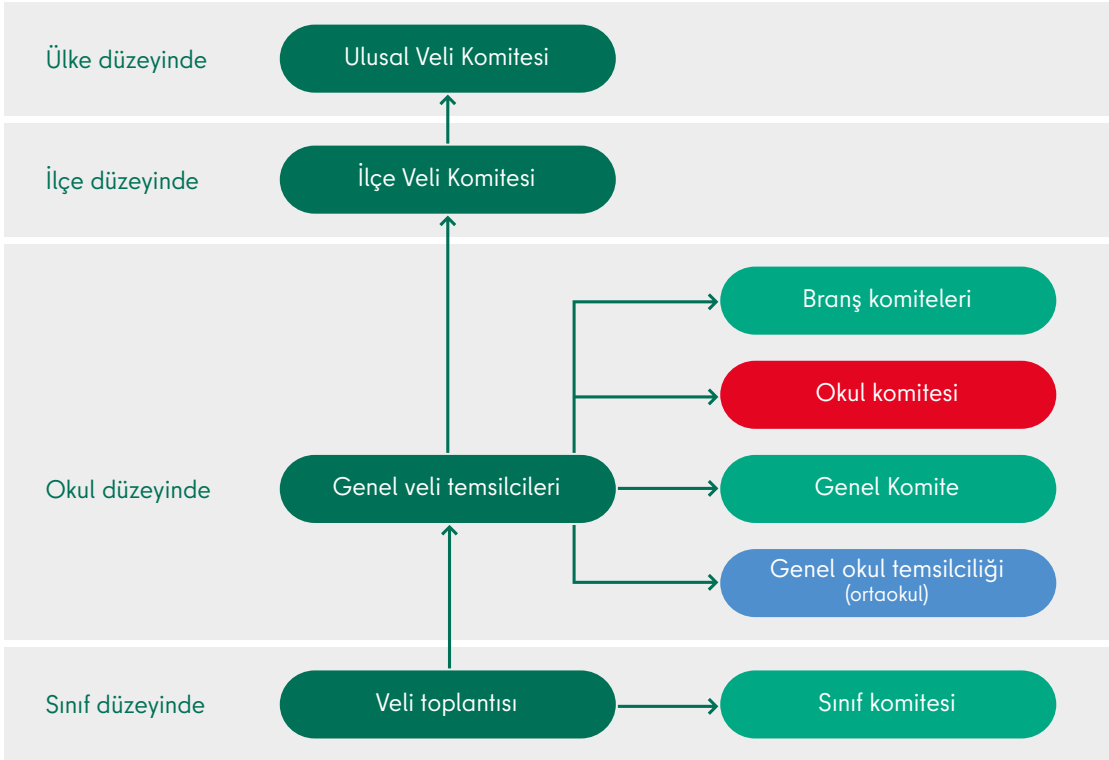 Ülke düzeyinde
Ulusal Veli Komitesi
İlçe düzeyinde
İlçe Veli Komitesi
Branş komiteleri
Okul komitesi
Okul düzeyinde
Genel veli temsilcileri
Genel Komite
Genel okul temsilciliği
(ortaokul)
Sınıf düzeyinde
Veli toplantısı
Sınıf komitesi